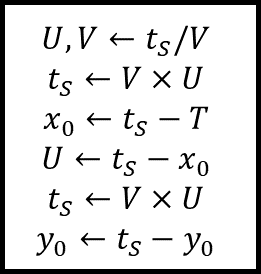 U, V ← t_S/V
t_S ← V × U
x_0 ← t_S − T
U ← t_S − x_0
t_S ← V × U
y_0 ← t_S − y_0